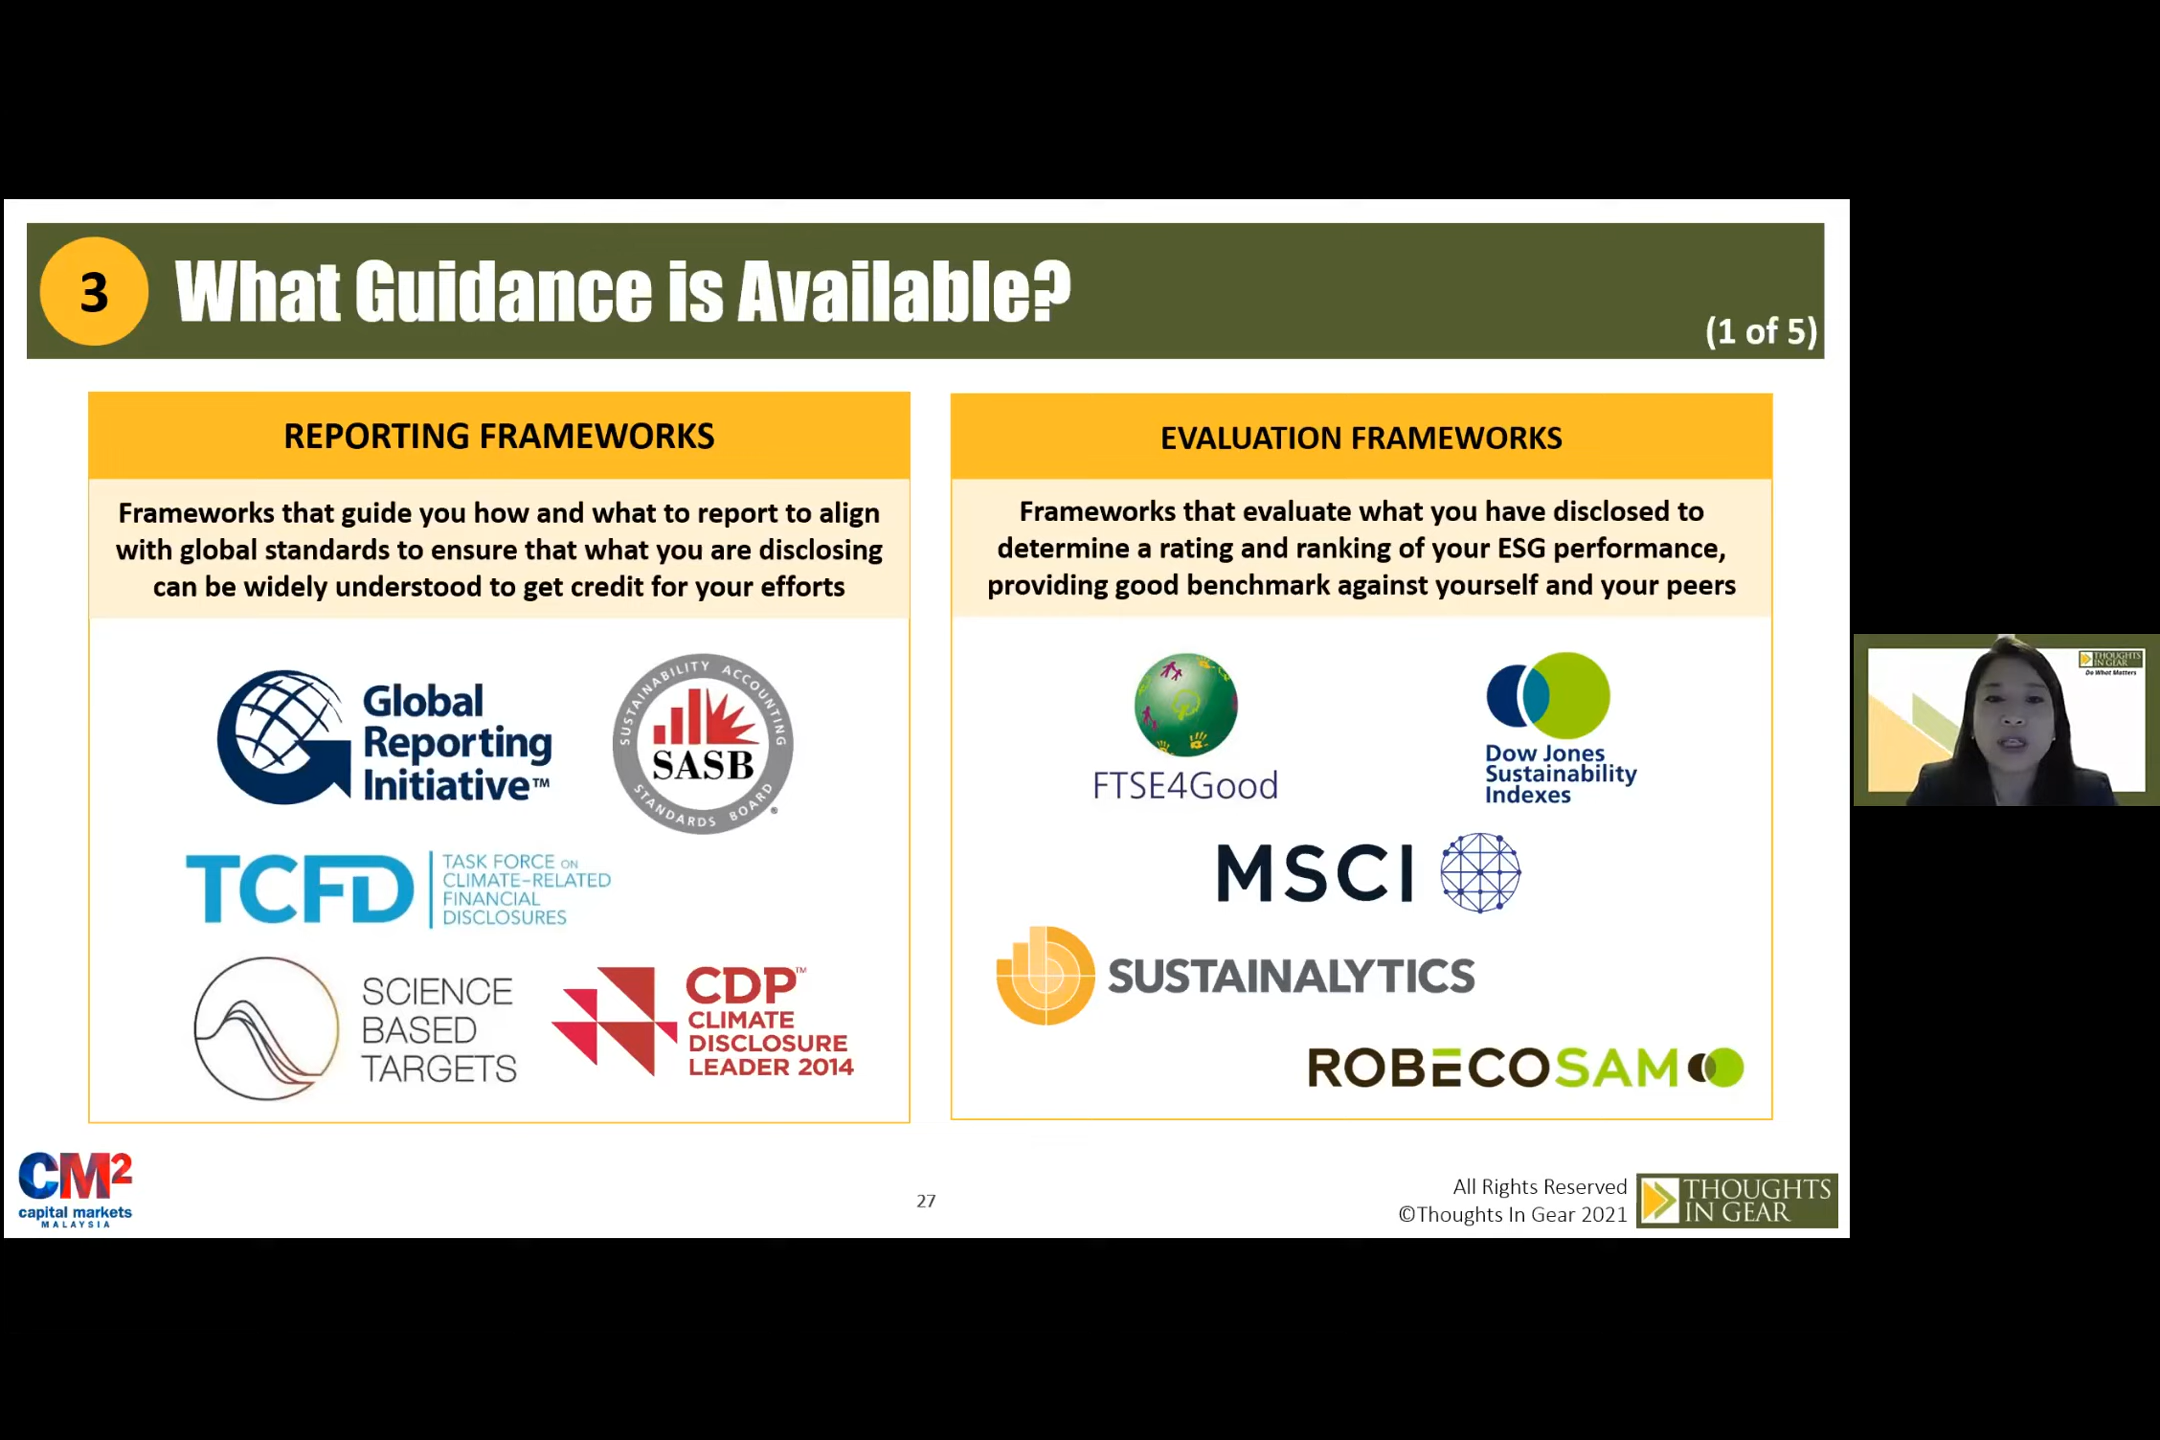 3
What Guidance is Available?
(1 of 5)
REPORTING FRAMEWORKS
Frameworks that guide you how and what to report to align
with global standards to ensure that what you are disclosing
can be widely understood to get credit for your efforts
Global
Reporting
Initiative™
SUSTAINABILITY ACCOUNTING
SASB
STANDARDS BOARD
®
TCFD
TASK FORCE ON
CLIMATE-RELATED
FINANCIAL
DISCLOSURES
SCIENCE
BASED
TARGETS
CDP™
CLIMATE
DISCLOSURE
LEADER 2014
EVALUATION FRAMEWORKS
Frameworks that evaluate what you have disclosed to
determine a rating and ranking of your ESG performance,
providing good benchmark against yourself and your peers
FTSE4Good
Dow Jones
Sustainability
Indexes
MSCI
SUSTAINALYTICS
ROBECOSAM
THOUGHTS
IN GEAR
Do What Matters
CM2
capital markets
MALAYSIA
27
All Rights Reserved
©Thoughts In Gear 2021
THOUGHTS
IN GEAR